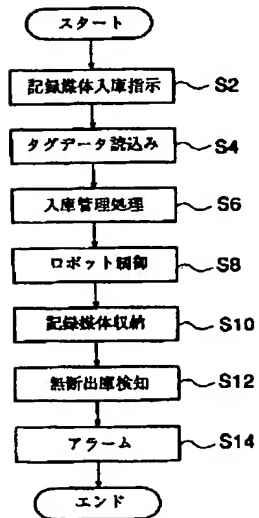 スタート
記録媒体入庫指示 S2
タグデータ読込み S4
入庫管理処理 S6
ロボット制御 S8
記録媒体収納 S10
無断出庫検知 S12
アラーム S14
エンド